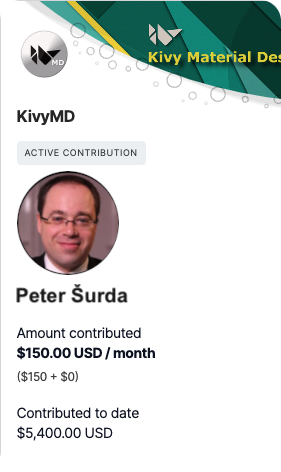 Kivy Material Des
MD
KivyMD
ACTIVE CONTRIBUTION
Peter Šurda
Amount contributed
$150.00 USD / month
($150 + $0)
Contributed to date
$5,400.00 USD